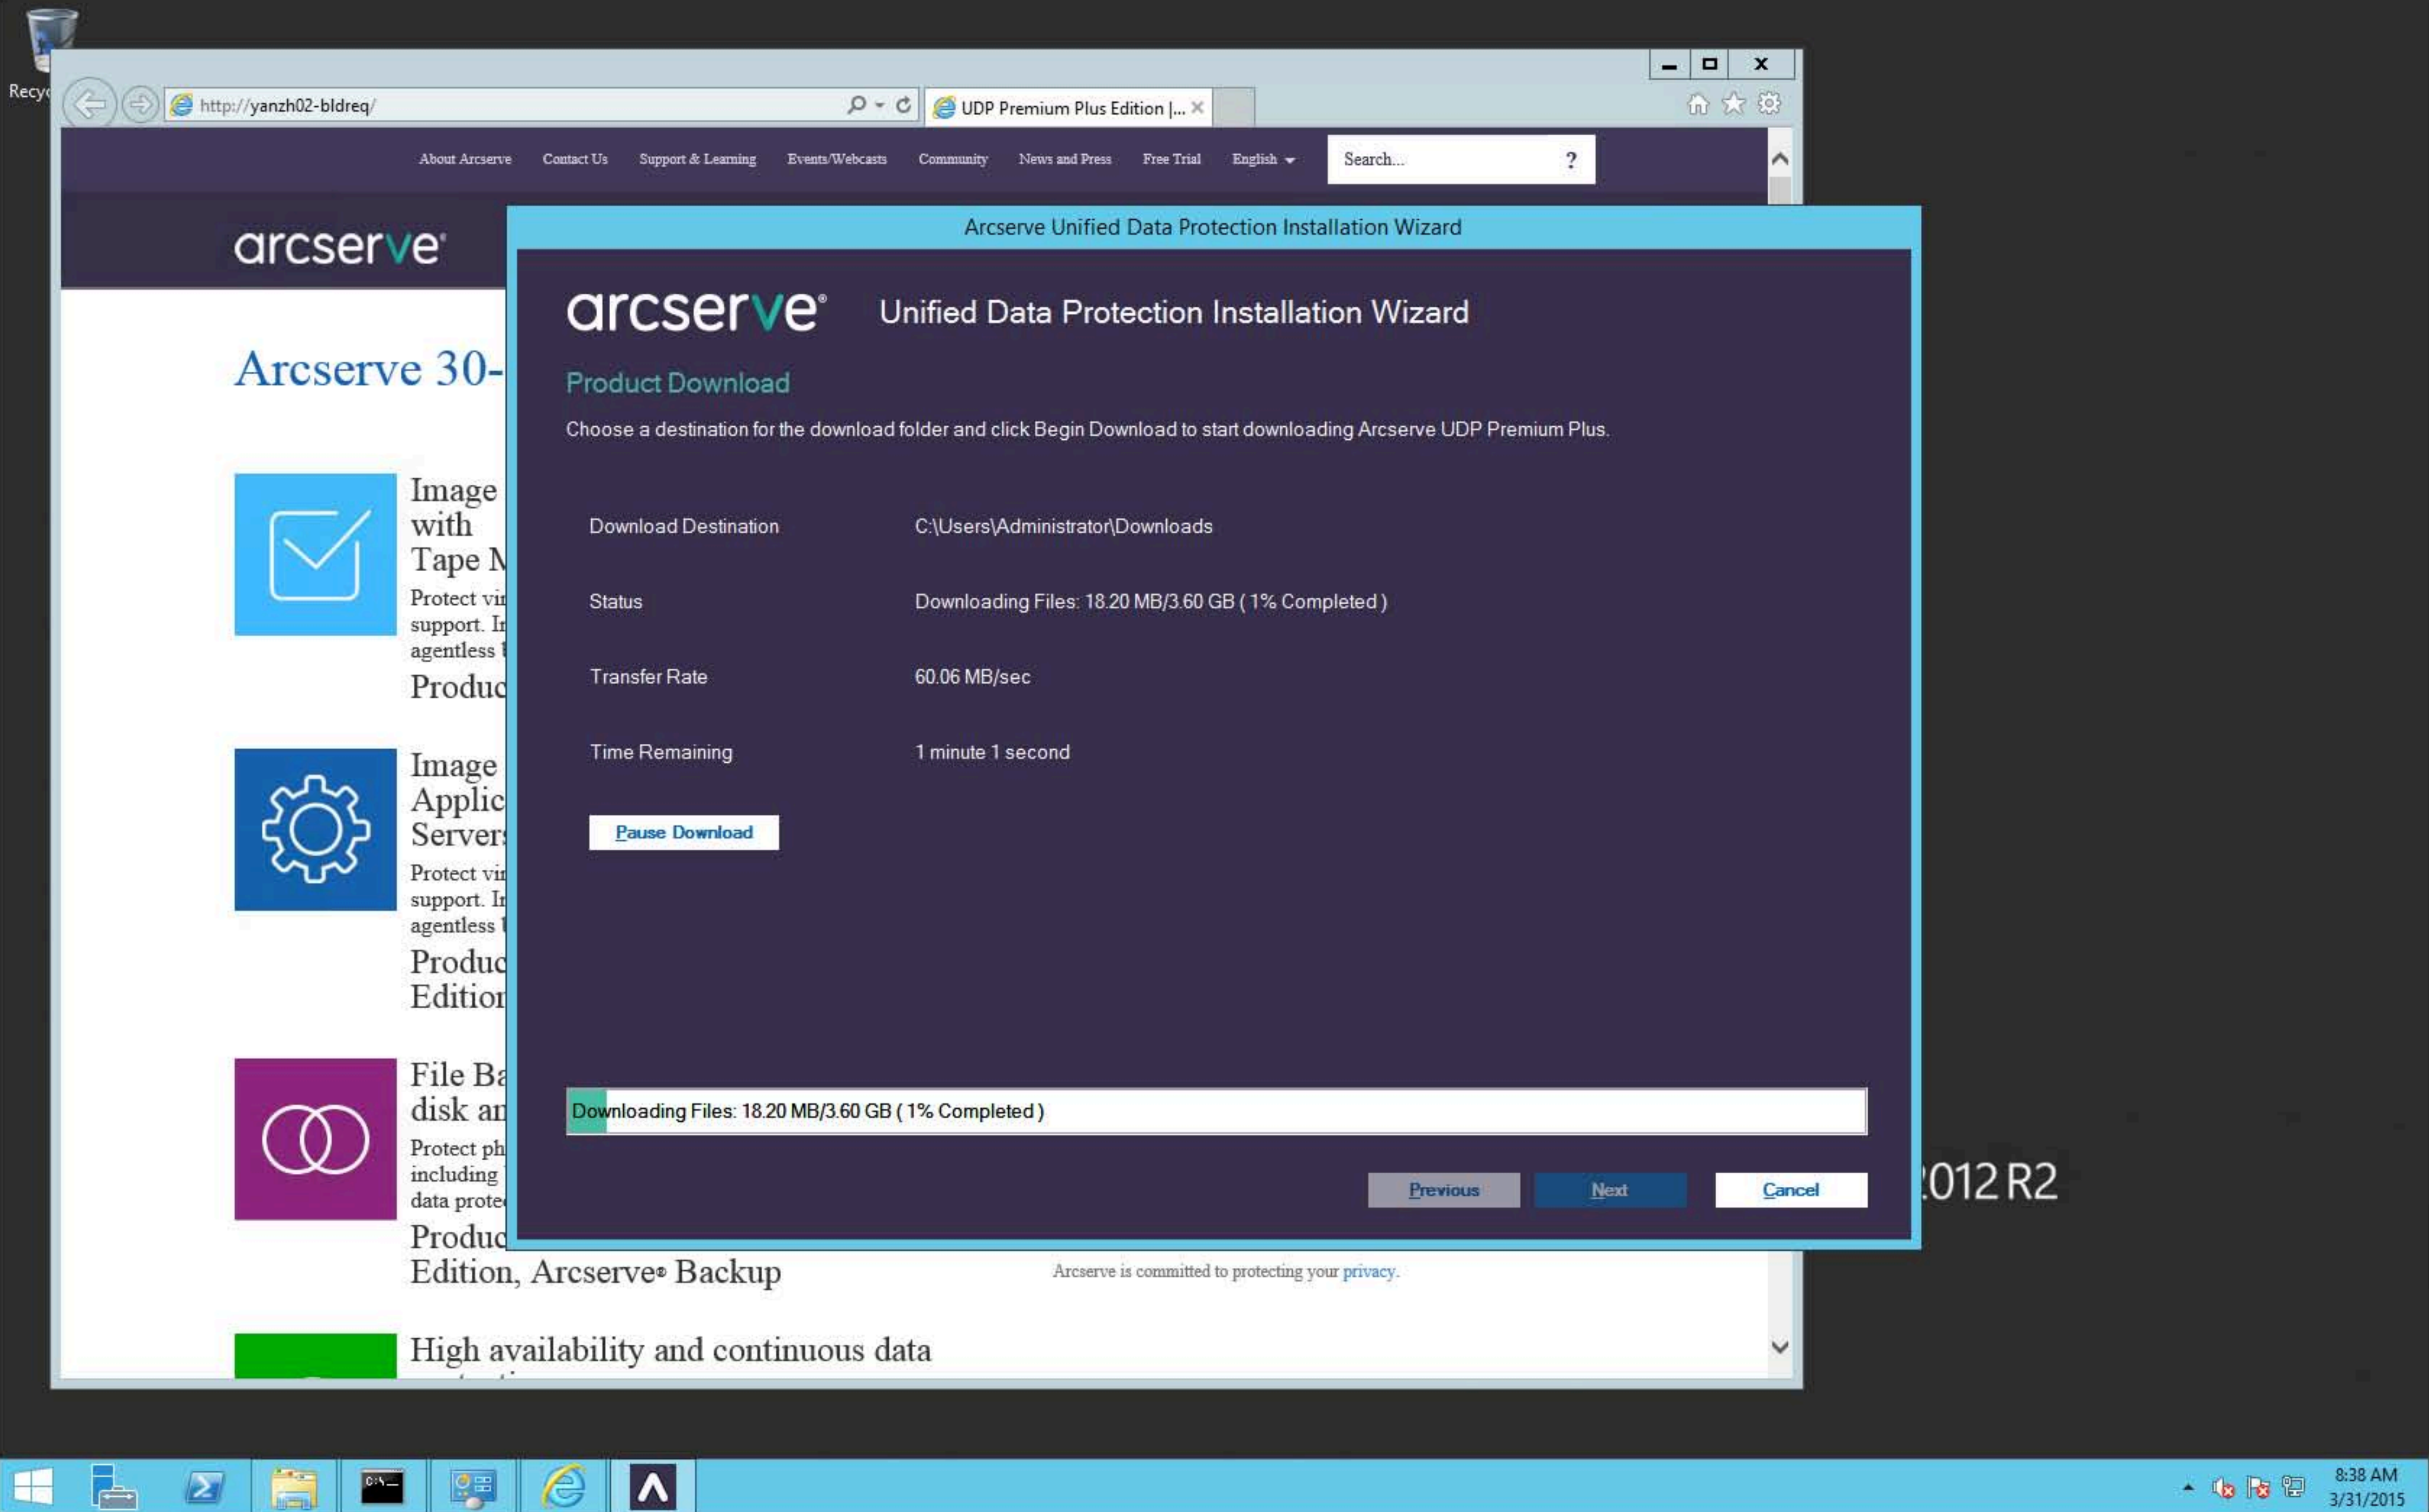 Recyc
http://yanzh02-bldreq/
UDP Premium Plus Edition |...
About Arcserve Contact Us Support & Learning Events/Webcasts Community News and Press Free Trial English Search... ?
arcserve®
Arcserve Unified Data Protection Installation Wizard
arcserve® Unified Data Protection Installation Wizard
Arcserve 30-
Product Download
Choose a destination for the download folder and click Begin Download to start downloading Arcserve UDP Premium Plus.
Image
with
Tape M
Protect vir
support. In
agentless
Produc
Download Destination C:\Users\Administrator\Downloads
Status Downloading Files: 18.20 MB/3.60 GB ( 1% Completed )
Transfer Rate 60.06 MB/sec
Time Remaining 1 minute 1 second
Pause Download
Image
Applic
Servers
Protect vir
support. In
agentless
Produc
Edition
File Ba
disk an
Protect ph
including
data prote
Produc
Edition, Arcserve® Backup
Downloading Files: 18.20 MB/3.60 GB ( 1% Completed )
Previous Next Cancel
2012 R2
Arcserve is committed to protecting your privacy.
High availability and continuous data
C:\_
8:38 AM
3/31/2015